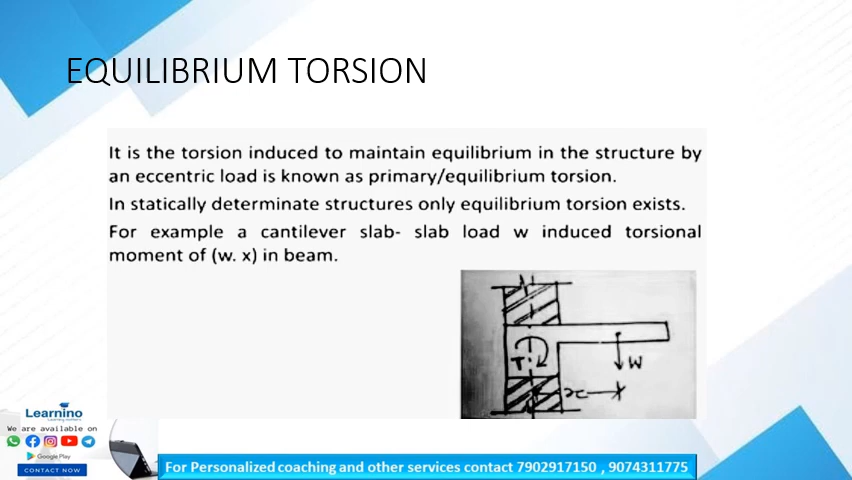 EQUILIBRIUM TORSION
It is the torsion induced to maintain equilibrium in the structure by
an eccentric load is known as primary/equilibrium torsion.
In statically determinate structures only equilibrium torsion exists.
For example a cantilever slab- slab load w induced torsional
moment of (w. x) in beam.
T
W
x
Learnino
We are available on
Google Play
CONTACT NOW
For Personalized coaching and other services contact 7902917150 , 9074311775